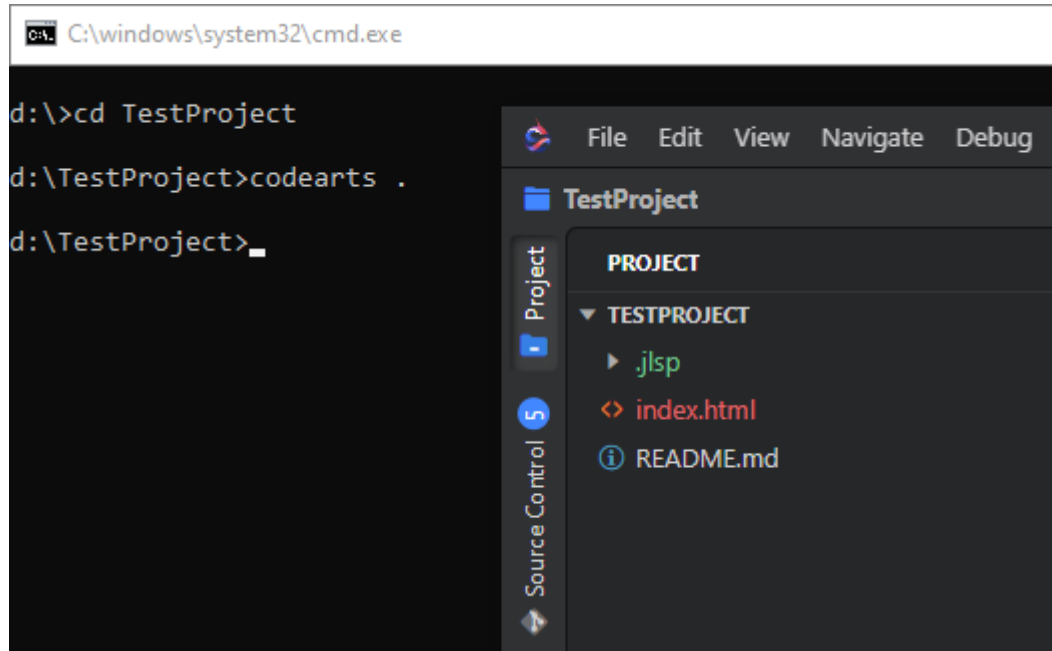 C:\windows\system32\cmd.exe
d:\>cd TestProject
d:\TestProject>codearts .
d:\TestProject>
File Edit View Navigate Debug
TestProject
Project
Source Control 5
PROJECT
TESTPROJECT
.jlsp
index.html
README.md